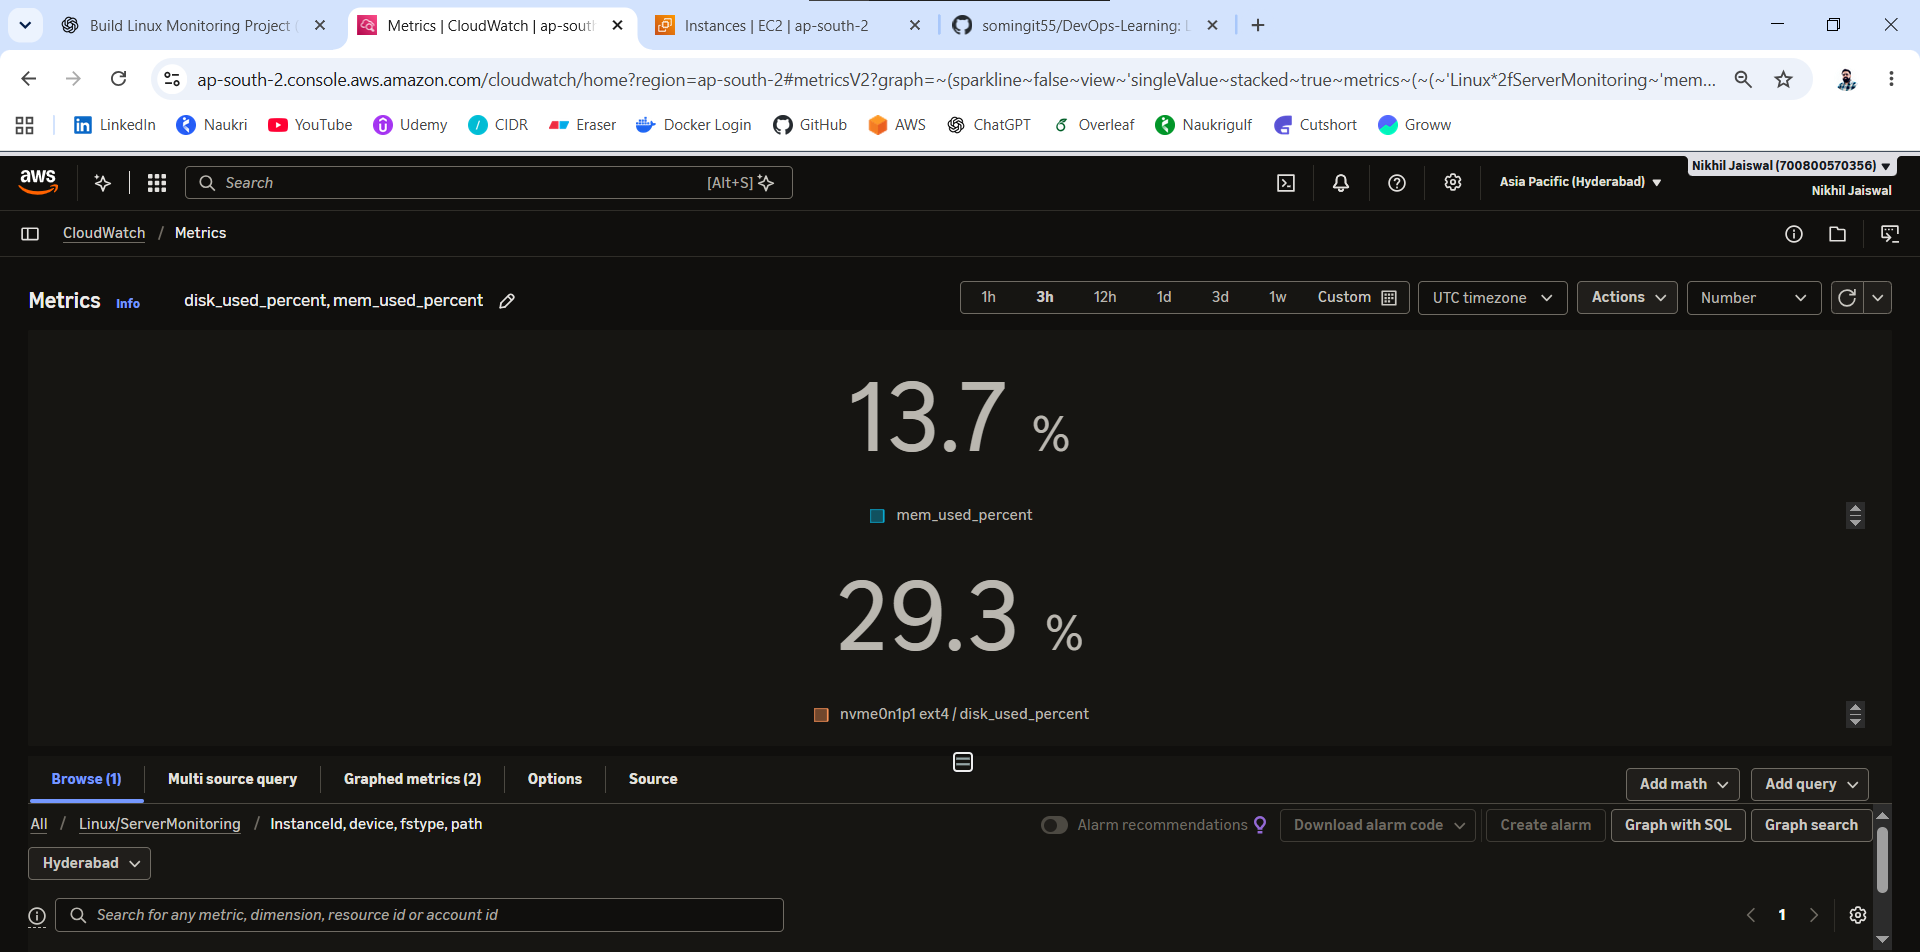 Build Linux Monitoring Project
Metrics | CloudWatch | ap-sout
Instances | EC2 | ap-south-2
somingit55/DevOps-Learning: L
ap-south-2.console.aws.amazon.com/cloudwatch/home?region=ap-south-2#metricsV2?graph=~(sparkline~false~view~'singleValue~stacked~true~metrics~(~(~'Linux*2fServerMonitoring~'mem...
LinkedIn Naukri YouTube Udemy CIDR Eraser Docker Login GitHub AWS ChatGPT Overleaf Naukrigulf Cutshort Groww
aws
Search [Alt+S]
Asia Pacific (Hyderabad)
Nikhil Jaiswal (700800570356)
Nikhil Jaiswal
CloudWatch / Metrics
Metrics Info disk_used_percent, mem_used_percent
1h 3h 12h 1d 3d 1w Custom UTC timezone Actions Number
13.7 %
mem_used_percent
29.3 %
nvme0n1p1 ext4 / disk_used_percent
Browse (1) Multi source query Graphed metrics (2) Options Source
Add math Add query
All / Linux/ServerMonitoring / InstanceId, device, fstype, path
Alarm recommendations Download alarm code Create alarm Graph with SQL Graph search
Hyderabad
Search for any metric, dimension, resource id or account id
1